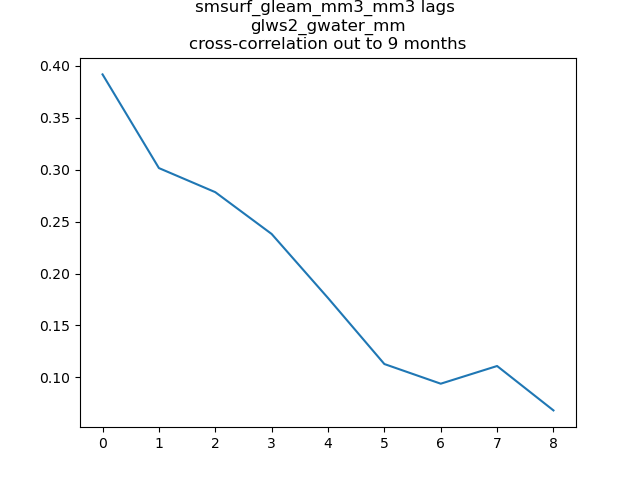 smsurf_gleam_mm3_mm3 lags
glws2_gwater_mm
cross-correlation out to 9 months
0.40
0.35
0.30
0.25
0.20
0.15
0.10
0 1 2 3 4 5 6 7 8